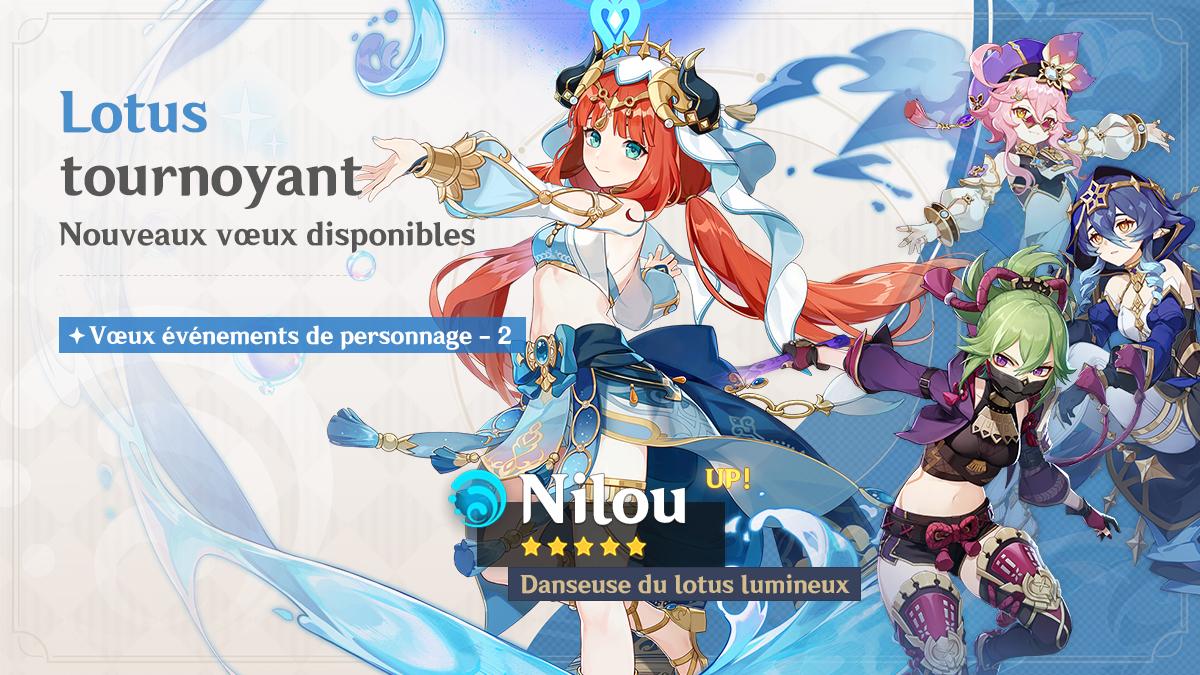 Lotus
tournoyant
Nouveaux vœux disponibles
Vœux événements de personnage - 2
Nilou UP!
Danseuse du lotus lumineux